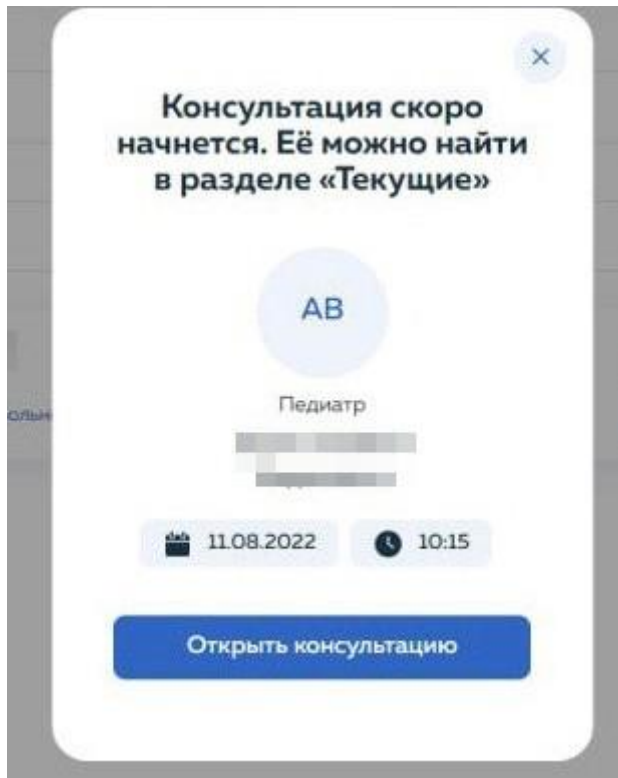 Консультация скоро
начнется. Её можно найти
в разделе «Текущие»
АВ
Педиатр
11.08.2022 10:15
Открыть консультацию